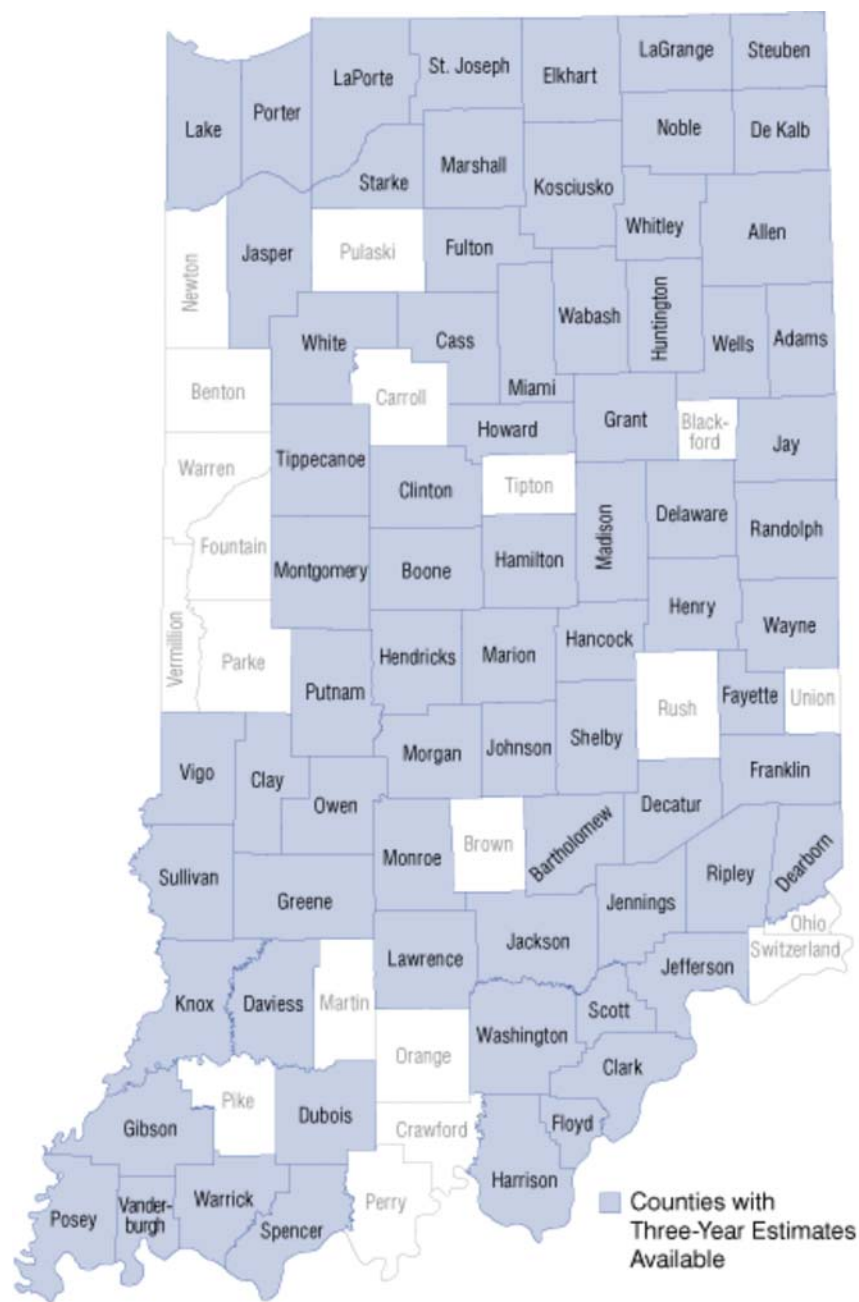 LaGrange
Steuben
St. Joseph
LaPorte
Elkhart
Porter
Lake
Noble
De Kalb
Marshall
Starke
Kosciusko
Whitley
Allen
Jasper
Pulaski
Fulton
Newton
Wabash
Huntington
White
Cass
Wells
Adams
Miami
Benton
Carroll
Grant
Black-
ford
Howard
Jay
Tippecanoe
Warren
Clinton
Tipton
Madison
Delaware
Randolph
Fountain
Montgomery
Boone
Hamilton
Henry
Wayne
Vermillion
Parke
Hendricks
Marion
Hancock
Putnam
Rush
Fayette
Union
Morgan
Johnson
Shelby
Vigo
Clay
Franklin
Owen
Decatur
Monroe
Brown
Bartholomew
Sullivan
Ripley
Dearborn
Greene
Jennings
Ohio
Jackson
Switzerland
Lawrence
Jefferson
Knox
Daviess
Martin
Scott
Washington
Orange
Clark
Pike
Dubois
Gibson
Crawford
Floyd
Harrison
Perry
Warrick
Vander-
burgh
Posey
Spencer
Counties with
Three-Year Estimates
Available